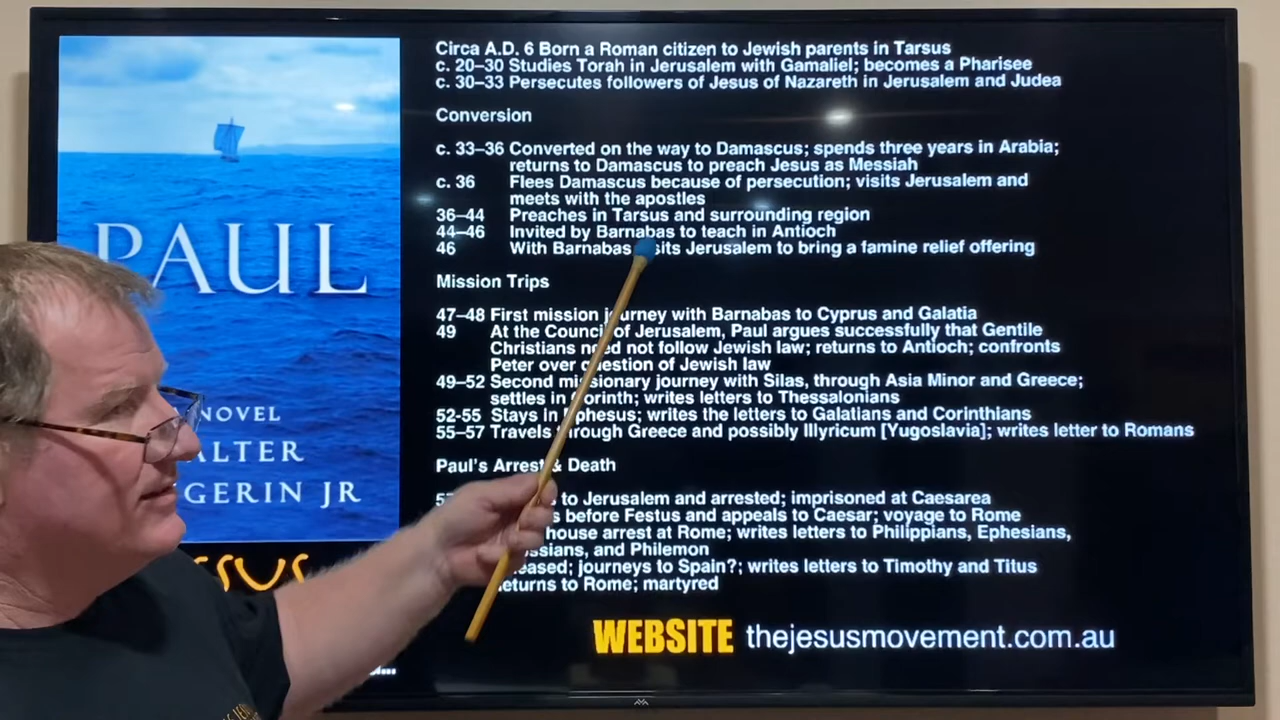 PAUL
NOVEL
ALTER
GERIN JR
Circa A.D. 6 Born a Roman citizen to Jewish parents in Tarsus
c. 20–30 Studies Torah in Jerusalem with Gamaliel; becomes a Pharisee
c. 30–33 Persecutes followers of Jesus of Nazareth in Jerusalem and Judea
Conversion
c. 33–36 Converted on the way to Damascus; spends three years in Arabia;
returns to Damascus to preach Jesus as Messiah
c. 36 Flees Damascus because of persecution; visits Jerusalem and
meets with the apostles
36–44 Preaches in Tarsus and surrounding region
44–46 Invited by Barnabas to teach in Antioch
46 With Barnabas visits Jerusalem to bring a famine relief offering
Mission Trips
47–48 First mission journey with Barnabas to Cyprus and Galatia
49 At the Council of Jerusalem, Paul argues successfully that Gentile
Christians need not follow Jewish law; returns to Antioch; confronts
Peter over question of Jewish law
49–52 Second missionary journey with Silas, through Asia Minor and Greece;
settles in Corinth; writes letters to Thessalonians
52-55 Stays in Ephesus; writes the letters to Galatians and Corinthians
55–57 Travels through Greece and possibly Illyricum [Yugoslavia]; writes letter to Romans
Paul's Arrest & Death
to Jerusalem and arrested; imprisoned at Caesarea
before Festus and appeals to Caesar; voyage to Rome
house arrest at Rome; writes letters to Philippians, Ephesians,
and Philemon
journeys to Spain?; writes letters to Timothy and Titus
returns to Rome; martyred
WEBSITE thejesusmovement.com.au